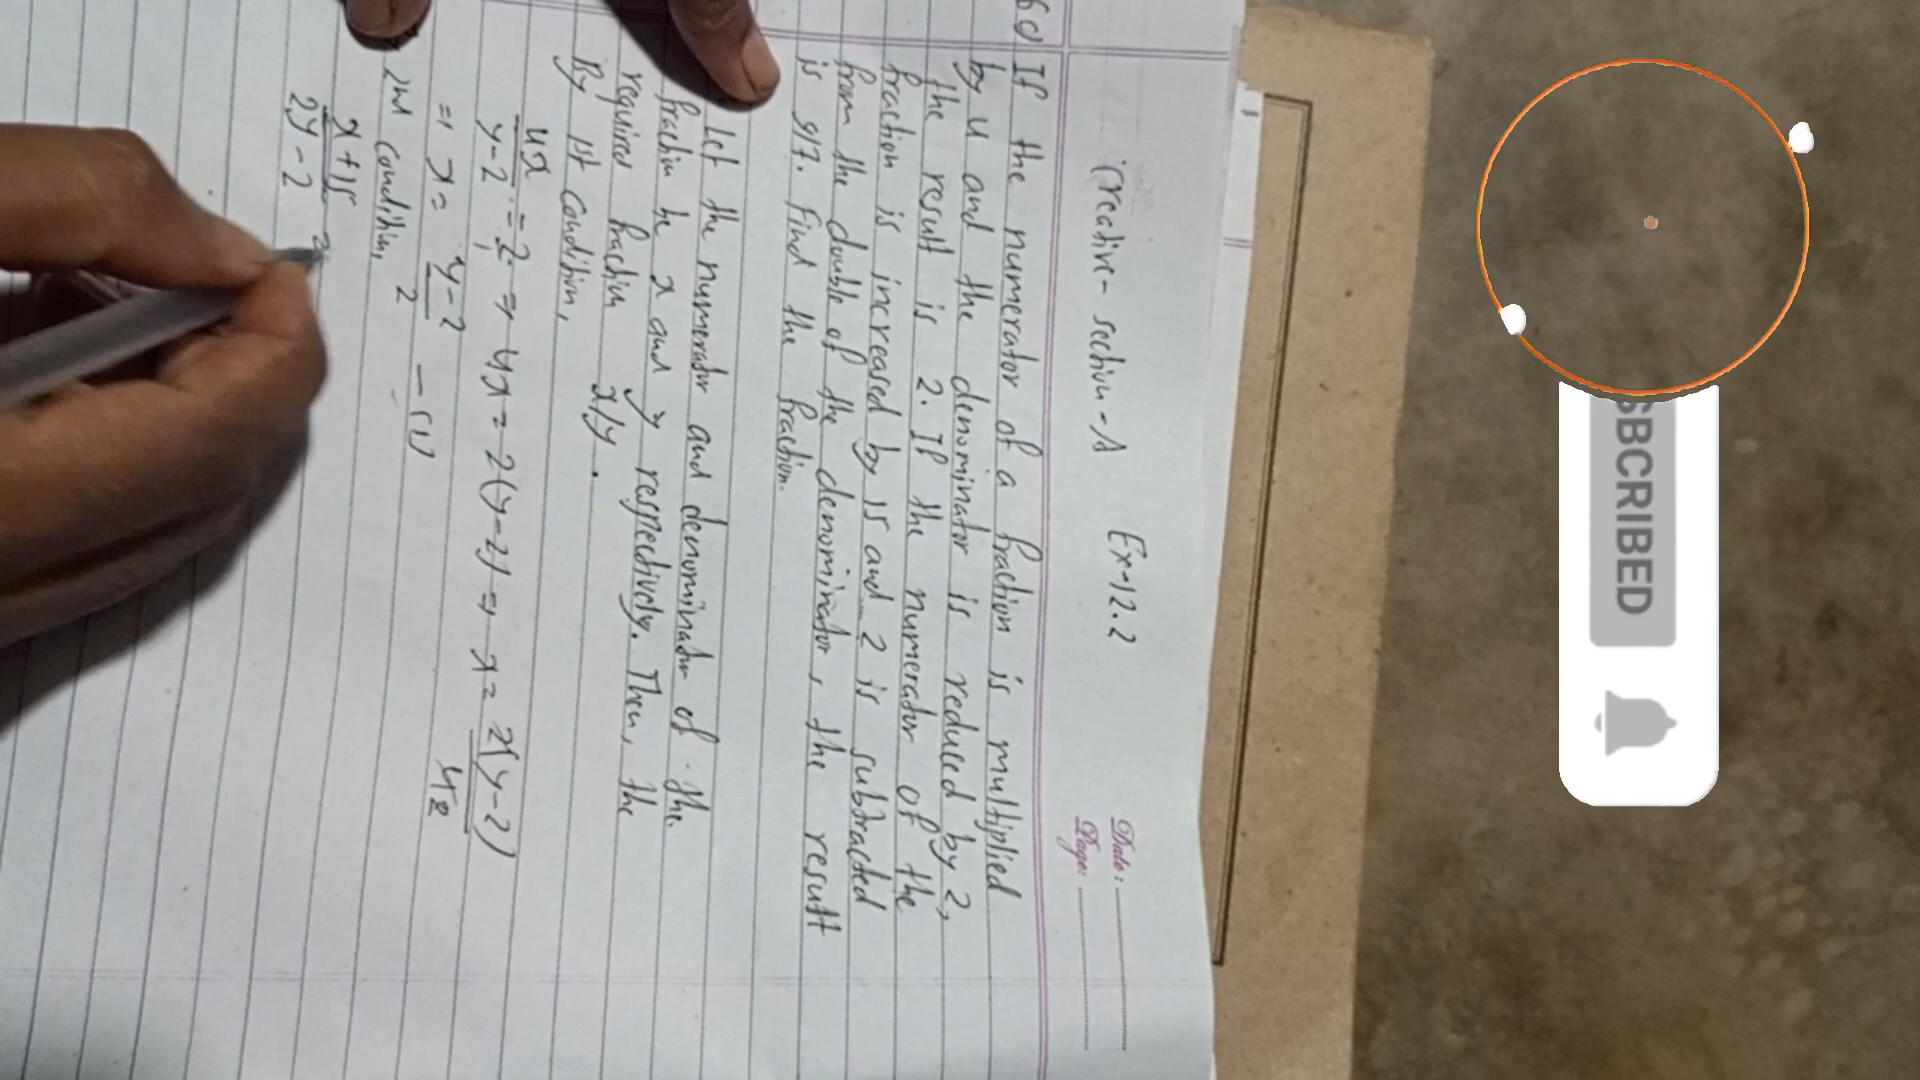 Creative - section - A Ex-12.2
Date:
Page:
6c) If the numerator of a fraction is multiplied
by 4 and the denominator is reduced by 2,
the result is 2. If the numerator of the
fraction is increased by 15 and 2 is subtracted
from the double of the denominator, the result
is 9/7. Find the fraction.
Let the numerator and denominator of the
fraction be x and y respectively. Then, the
required fraction x/y.
By 1st condition,
4x/y-2 = 2 ⇒ 4x = 2(y-2) ⇒ x = 2(y-2)/42
⇒ x = y-2/2 - (1)
2nd condition,
x+15/2y-2 =
SBCRIBED